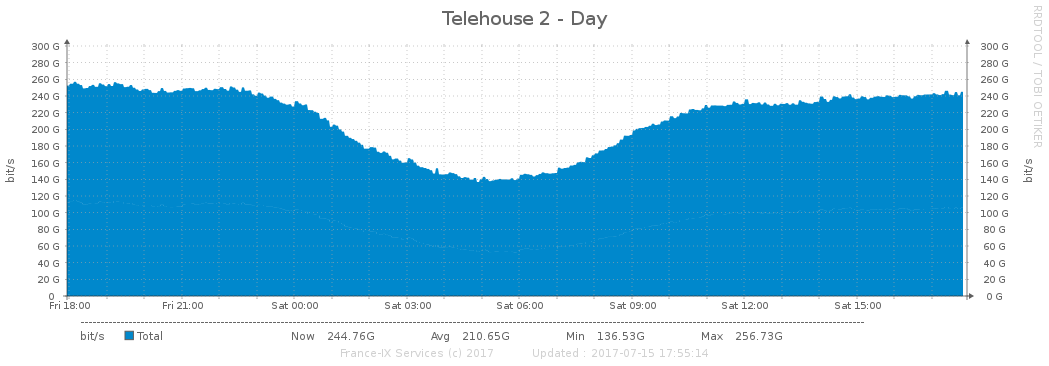 Telehouse 2 - Day
RRDTOOL / TOBI OETIKER
bit/s
300 G
280 G
260 G
240 G
220 G
200 G
180 G
160 G
140 G
120 G
100 G
80 G
60 G
40 G
20 G
0
300 G
280 G
260 G
240 G
220 G
200 G
180 G
160 G
140 G
120 G
100 G
80 G
60 G
40 G
20 G
0 G
bit/s
Fri 18:00 Fri 21:00 Sat 00:00 Sat 03:00 Sat 06:00 Sat 09:00 Sat 12:00 Sat 15:00
bit/s Total Now 244.76G Avg 210.65G Min 136.53G Max 256.73G
France-IX Services (c) 2017 Updated : 2017-07-15 17:55:14